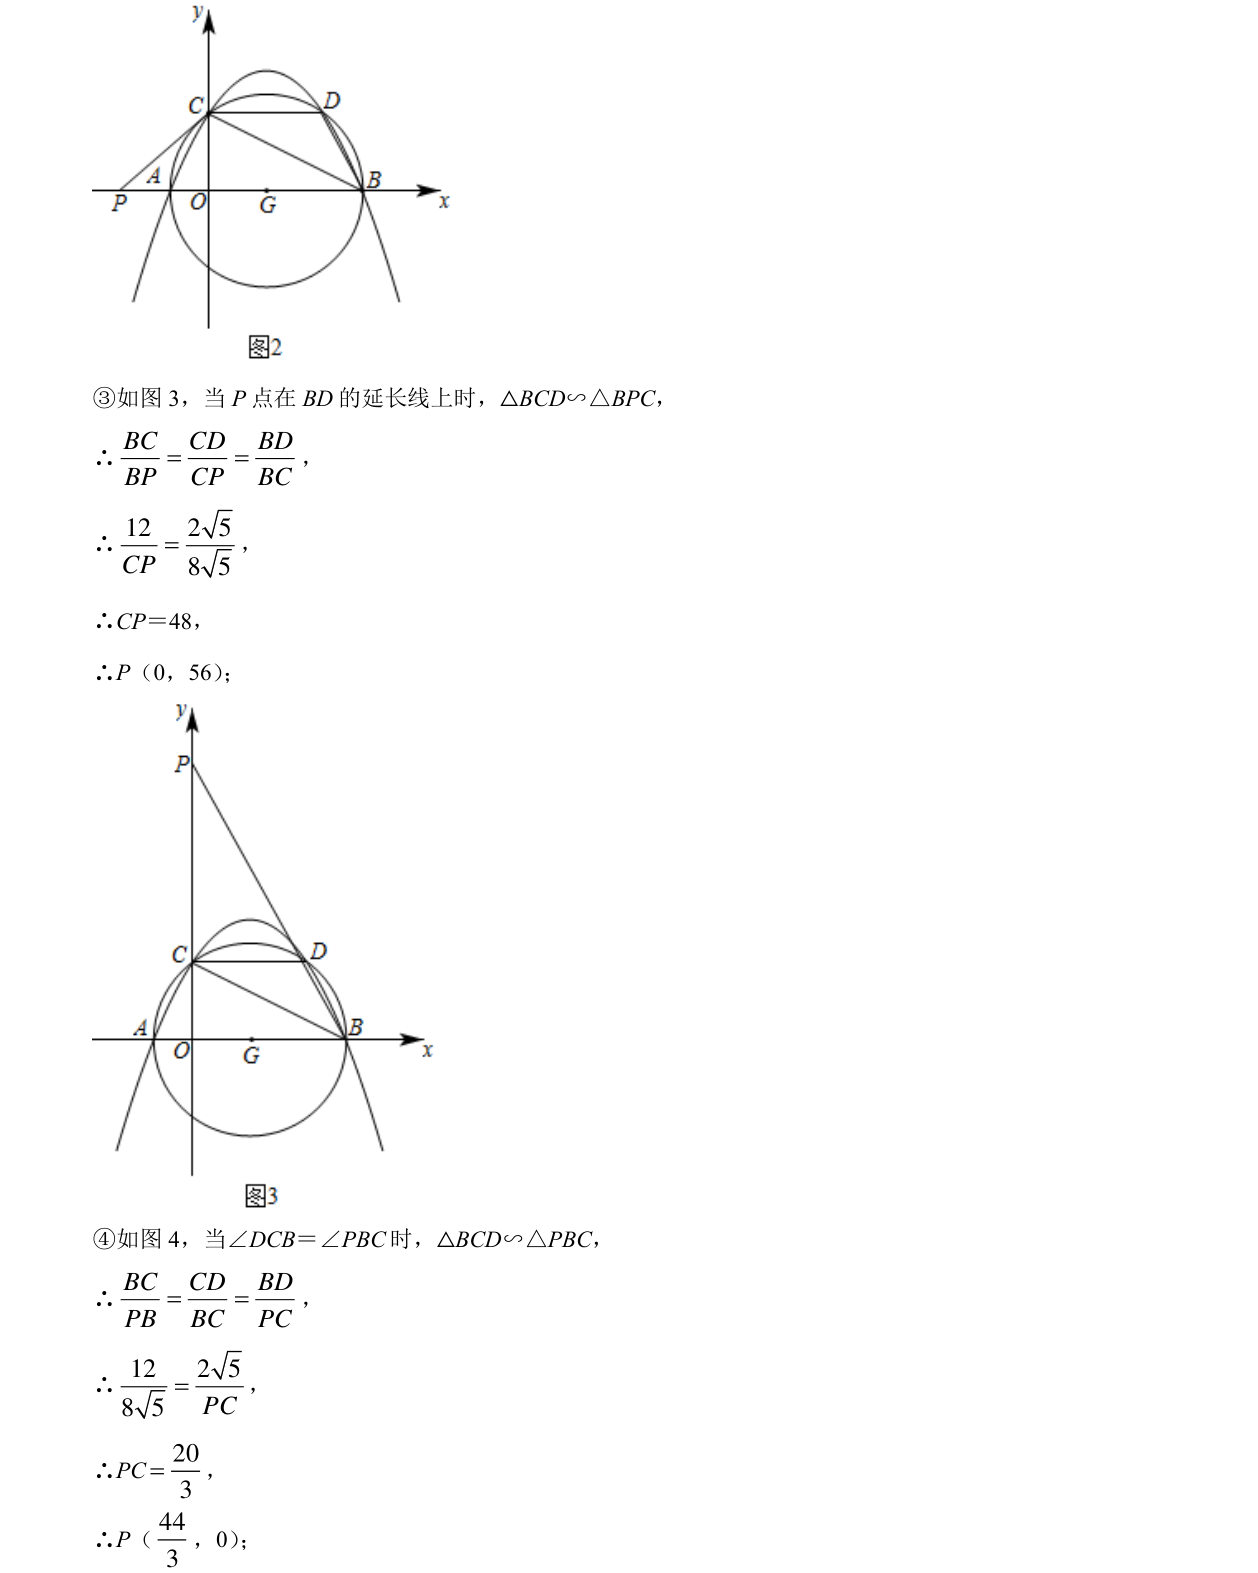 y
C
D
A
B
P
O
G
x
图2
③如图 3，当 P 点在 BD 的延长线上时，△BCD∽△BPC，
∴BC/BP=CD/CP=BD/BC，
∴12/CP=2√5/8√5，
∴CP＝48，
∴P（0，56）；
y
P
C
D
A
B
O
G
x
图3
④如图 4，当∠DCB＝∠PBC 时，△BCD∽△PBC，
∴BC/PB=CD/BC=BD/PC，
∴12/8√5=2√5/PC，
∴PC=20/3，
∴P（44/3，0）；